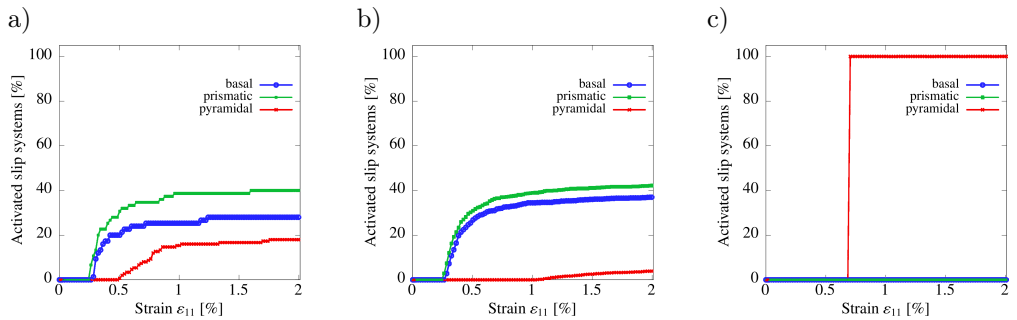 a)
Activated slip systems [%]
100
80
60
40
20
0
basal
prismatic
pyramidal
0 0.5 1 1.5 2
Strain ε11 [%]
b)
Activated slip systems [%]
100
80
60
40
20
0
basal
prismatic
pyramidal
0 0.5 1 1.5 2
Strain ε11 [%]
c)
Activated slip systems [%]
100
80
60
40
20
0
basal
prismatic
pyramidal
0 0.5 1 1.5 2
Strain ε11 [%]